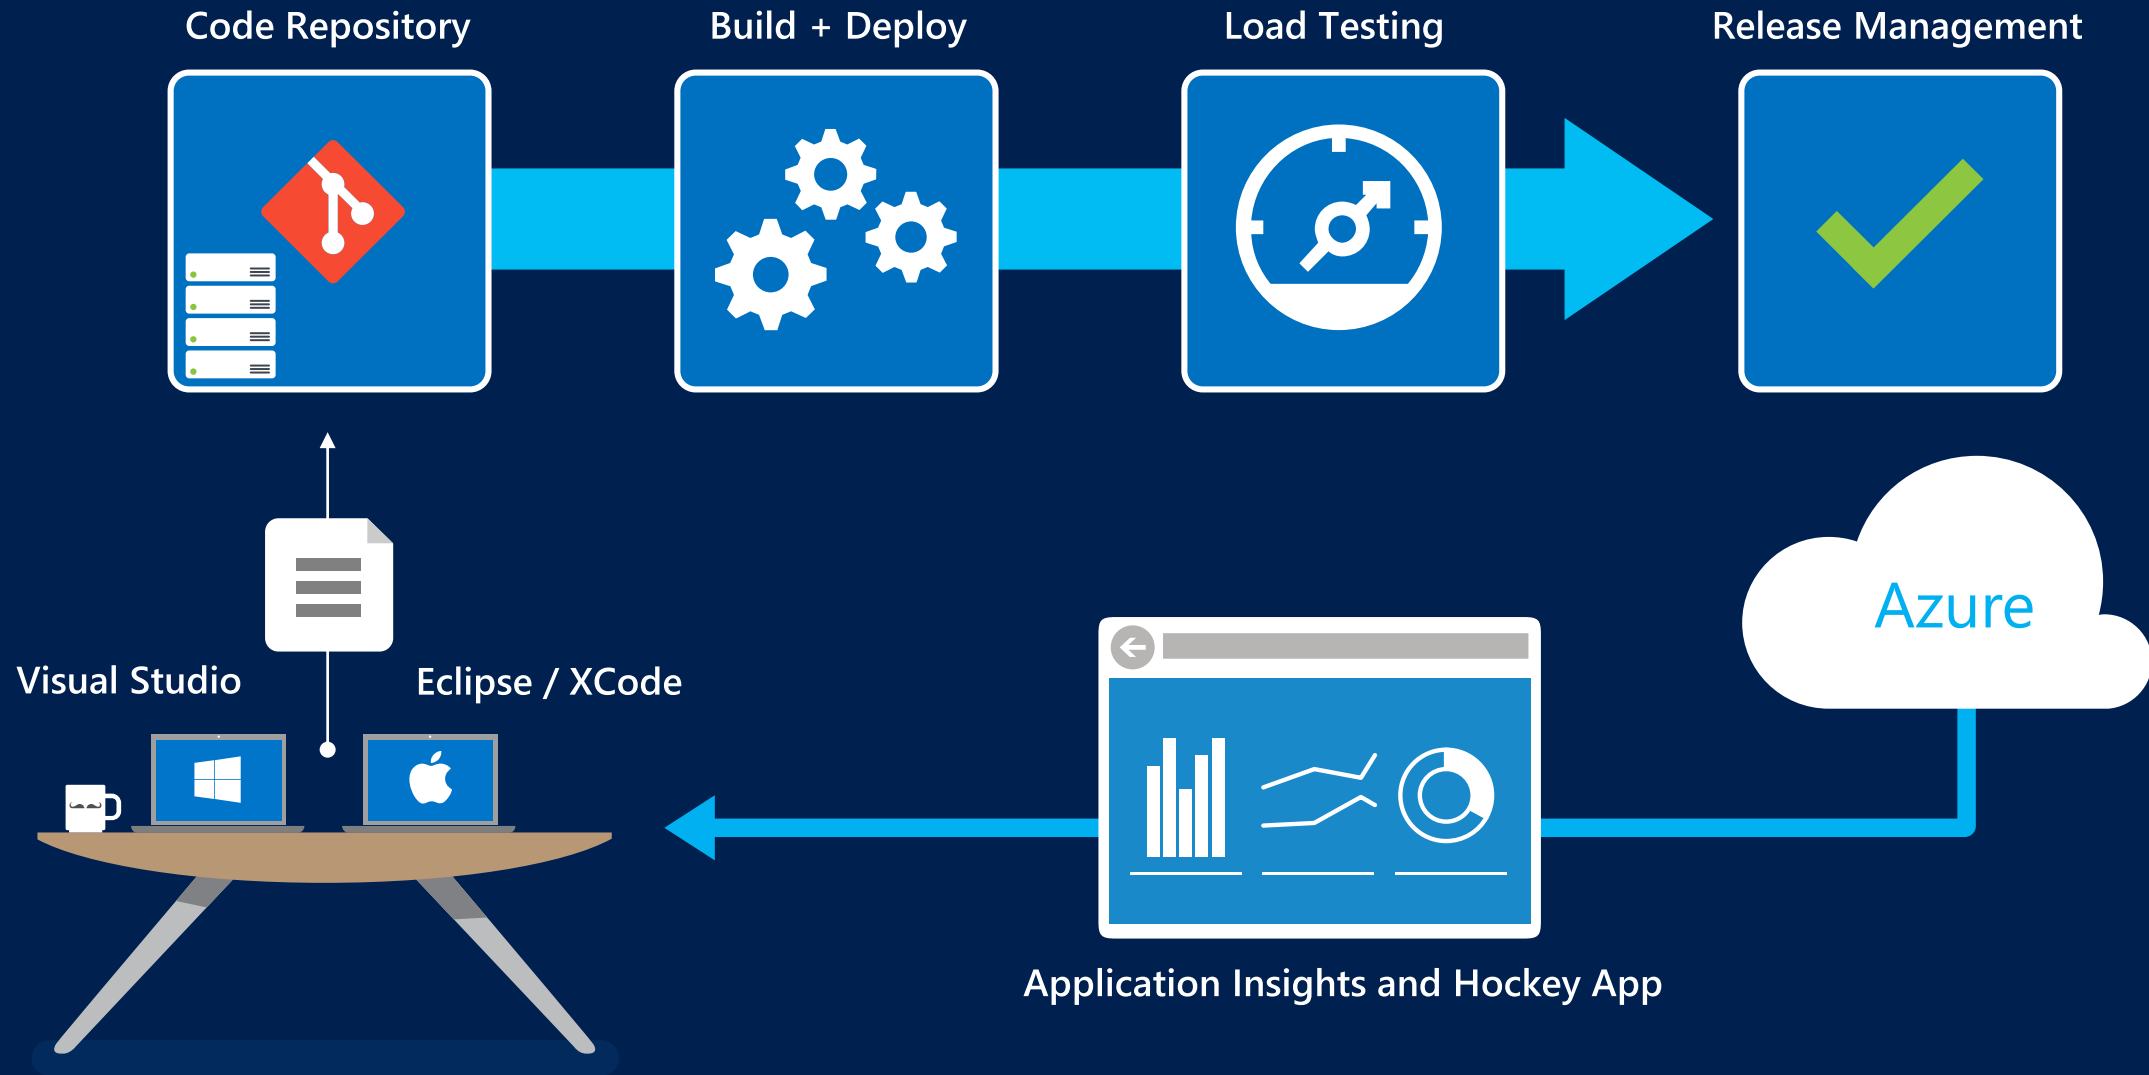 Code Repository
Build + Deploy
Load Testing
Release Management
Azure
Visual Studio
Eclipse / XCode
Application Insights and Hockey App